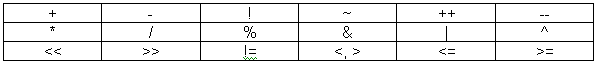 + - ! ~ ++ --
* / % & | ^
<< >> != <, > <= >=